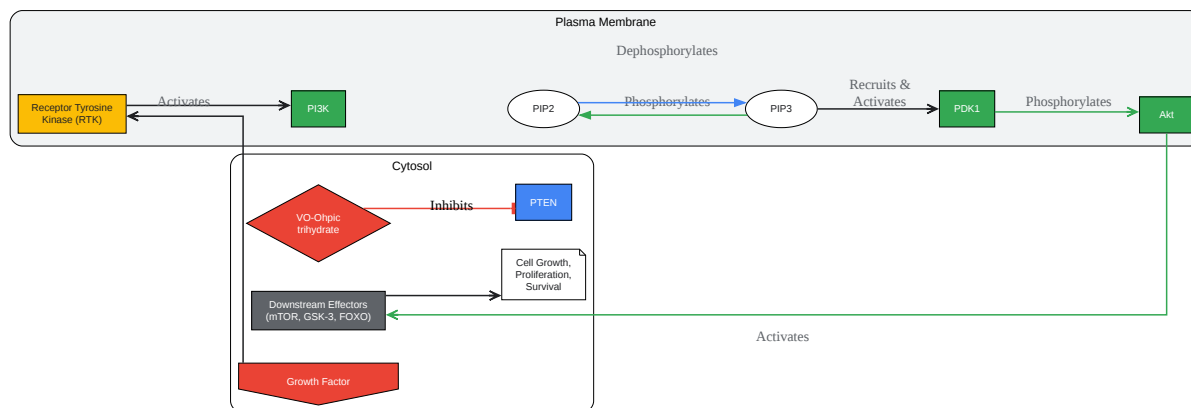 Plasma Membrane
Dephosphorylates
Receptor Tyrosine
Kinase (RTK)
Activates
PI3K
PIP2
Phosphorylates
PIP3
Recruits &
Activates
PDK1
Phosphorylates
Akt
Cytosol
VO-Ohpic
trihydrate
Inhibits
PTEN
Cell Growth,
Proliferation,
Survival
Downstream Effectors
(mTOR, GSK-3, FOXO)
Activates
Growth Factor